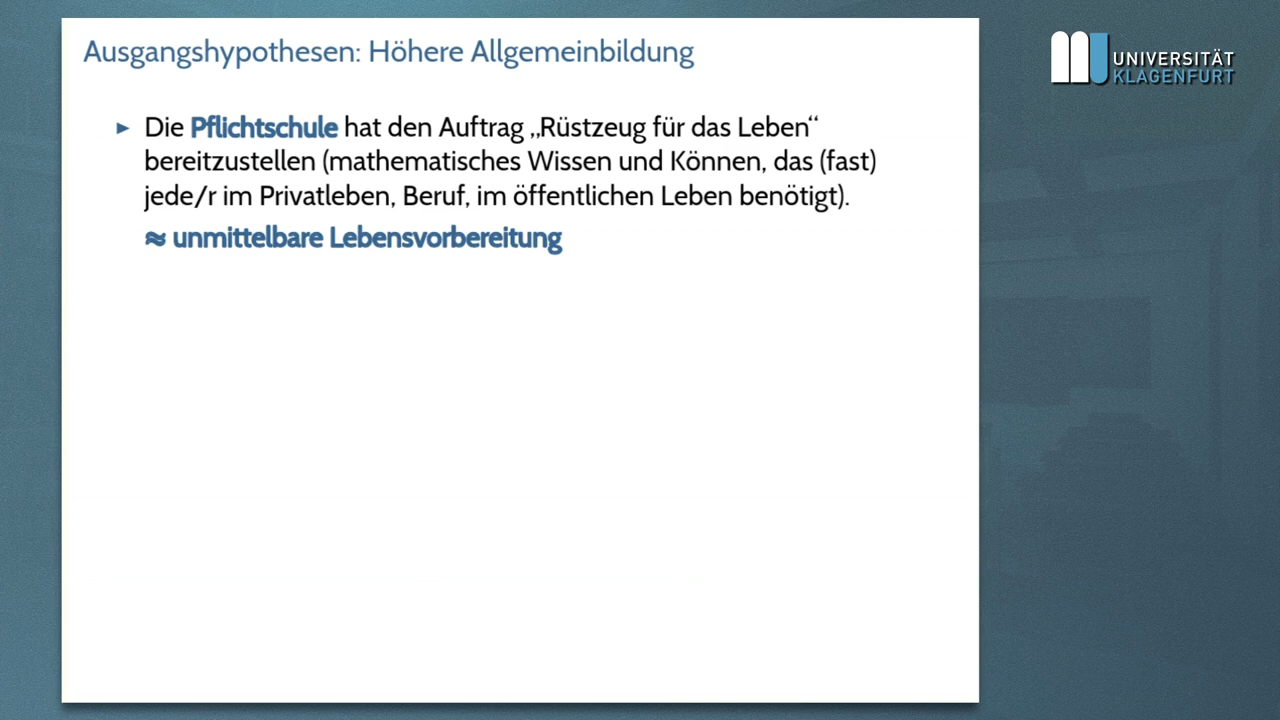 Ausgangshypothesen: Höhere Allgemeinbildung
UNIVERSITÄT
KLAGENFURT
► Die Pflichtschule hat den Auftrag „Rüstzeug für das Leben“
bereitzustellen (mathematisches Wissen und Können, das (fast)
jede/r im Privatleben, Beruf, im öffentlichen Leben benötigt).
≈ unmittelbare Lebensvorbereitung